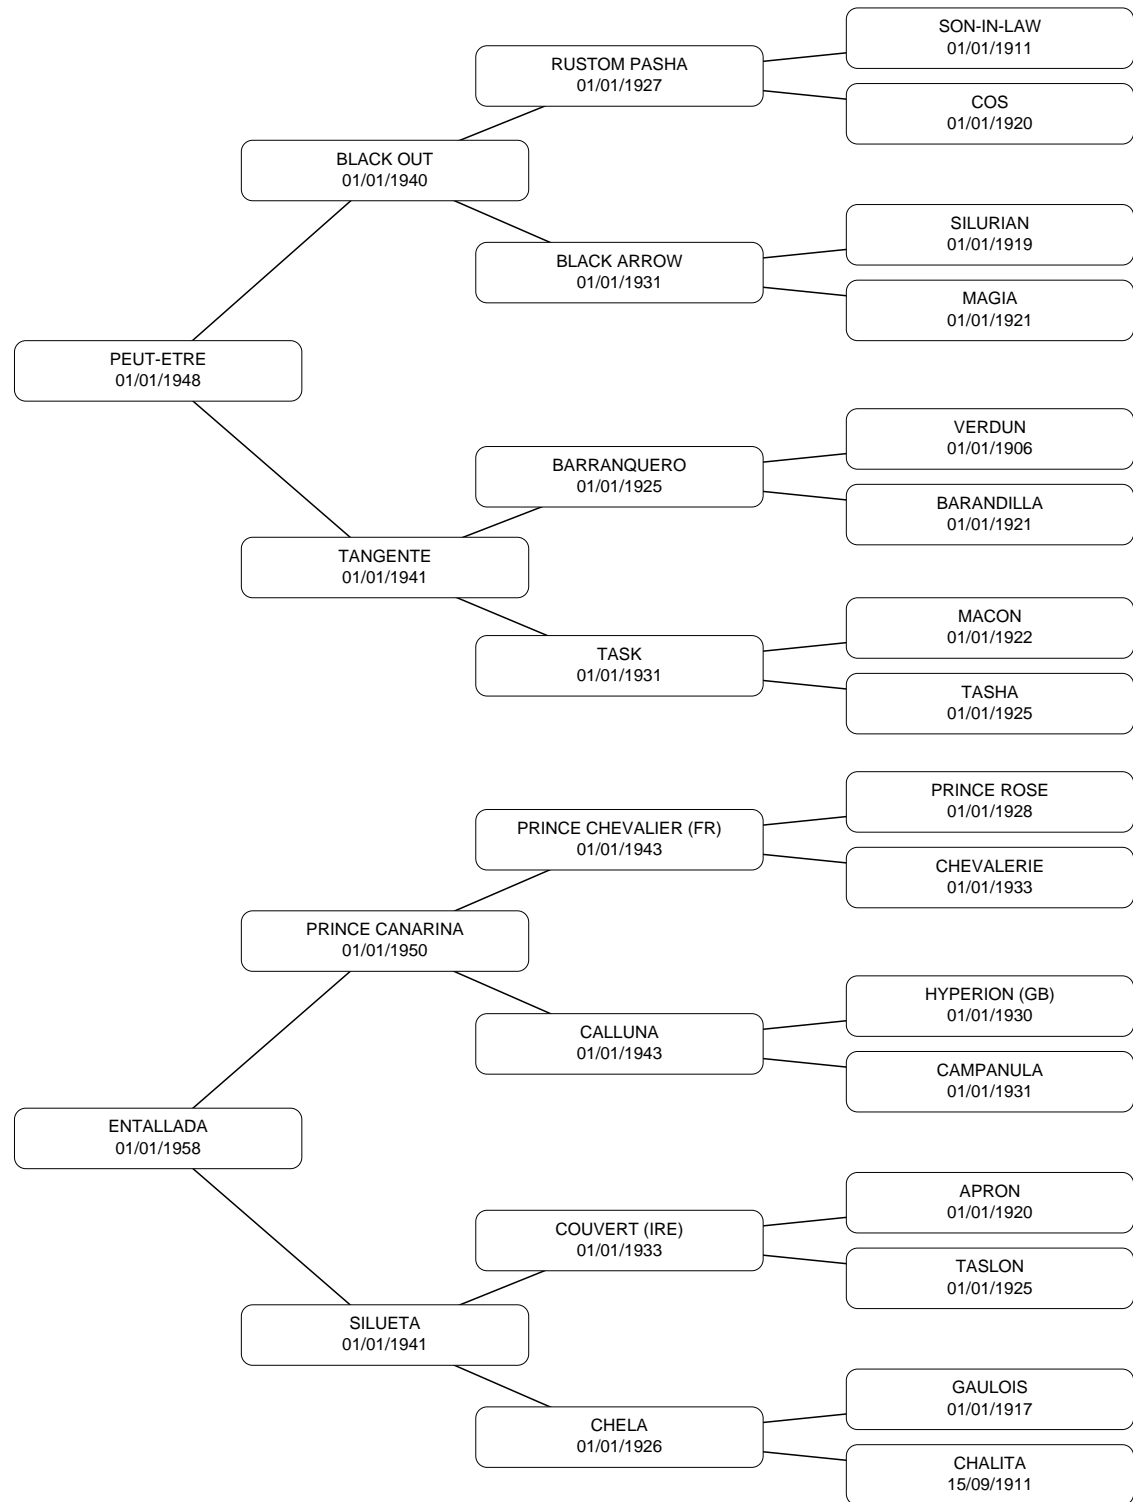 SON-IN-LAW
01/01/1911
RUSTOM PASHA
01/01/1927
COS
01/01/1920
BLACK OUT
01/01/1940
SILURIAN
01/01/1919
BLACK ARROW
01/01/1931
MAGIA
01/01/1921
PEUT-ETRE
01/01/1948
VERDUN
01/01/1906
BARRANQUERO
01/01/1925
BARANDILLA
01/01/1921
TANGENTE
01/01/1941
MACON
01/01/1922
TASK
01/01/1931
TASHA
01/01/1925
PRINCE ROSE
01/01/1928
PRINCE CHEVALIER (FR)
01/01/1943
CHEVALERIE
01/01/1933
PRINCE CANARINA
01/01/1950
HYPERION (GB)
01/01/1930
CALLUNA
01/01/1943
CAMPANULA
01/01/1931
ENTALLADA
01/01/1958
APRON
01/01/1920
COUVERT (IRE)
01/01/1933
TASLON
01/01/1925
SILUETA
01/01/1941
GAULOIS
01/01/1917
CHELA
01/01/1926
CHALITA
15/09/1911